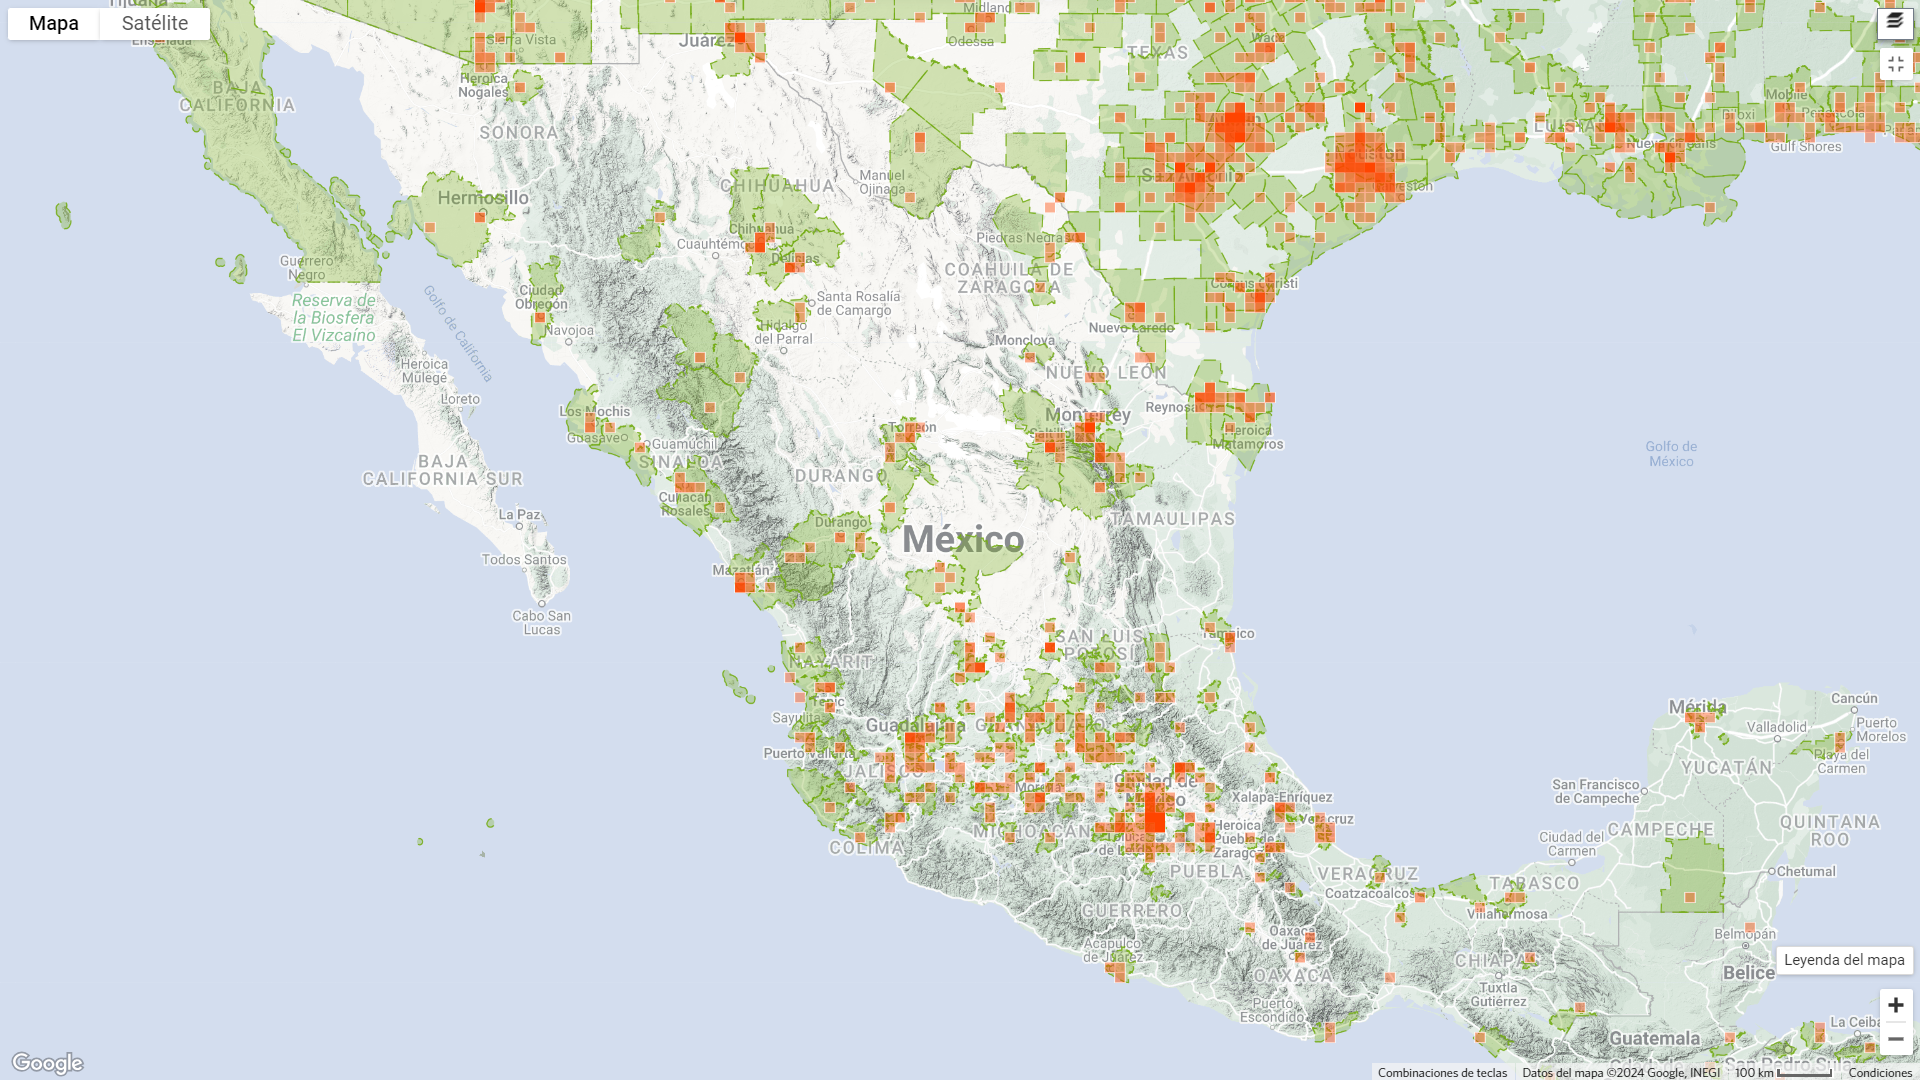 Mapa
Satélite
Ensenada
Sierra Vista
Juárez
Midland
Odessa
TEXAS
Waco
Heroica
Nogales
BAJA
CALIFORNIA
SONORA
Mobile
Pensacola
Biloxi
Gulf Shores
Nueva Orleans
Houston
Hermosillo
CHIHUAHUA
Manuel
Ojinaga
Chihuahua
Cuauhtémoc
Delicias
Piedras Negras
COAHUILA DE
ZARAGOZA
Guerrero
Negro
Reserva de
la Biosfera
El Vizcaíno
Golfo de California
Ciudad
Obregón
Navojoa
Santa Rosalía
de Camargo
Hidalgo
del Parral
Corpus Christi
Nuevo Laredo
Monclova
NUEVO LEÓN
Heroica
Mulegé
Loreto
Los Mochis
Guasave
Guamúchil
SINALOA
Torreón
Monterrey
Saltillo
Reynosa
Heroica
Matamoros
Golfo de
México
BAJA
CALIFORNIA SUR
DURANGO
Culiacán
Rosales
La Paz
Durango
TAMAULIPAS
México
Todos Santos
Mazatlán
Cabo San
Lucas
SAN LUIS
POTOSÍ
Tampico
NAYARIT
Tepic
Sayulita
Guadalajara
GUANAJUATO
Puerto Vallarta
JALISCO
Ciudad de
México
Morelia
Xalapa-Enríquez
Veracruz
MICHOACÁN
Toluca
de Lerdo
Heroica
Puebla de
Zaragoza
COLIMA
PUEBLA
VERACRUZ
Coatzacoalcos
TABASCO
Villahermosa
GUERRERO
Acapulco
de Juárez
Oaxaca
de Juárez
OAXACA
Puerto
Escondido
CHIAPAS
Tuxtla
Gutiérrez
Mérida
Cancún
Valladolid
Puerto
Morelos
Playa del
Carmen
YUCATÁN
San Francisco
de Campeche
Ciudad del
Carmen
CAMPECHE
QUINTANA
ROO
Chetumal
Belmopán
Belice
Leyenda del mapa
La Ceiba
Guatemala
San Pedro Sula
Google
Combinaciones de teclas
Datos del mapa ©2024 Google, INEGI
100 km
Condiciones